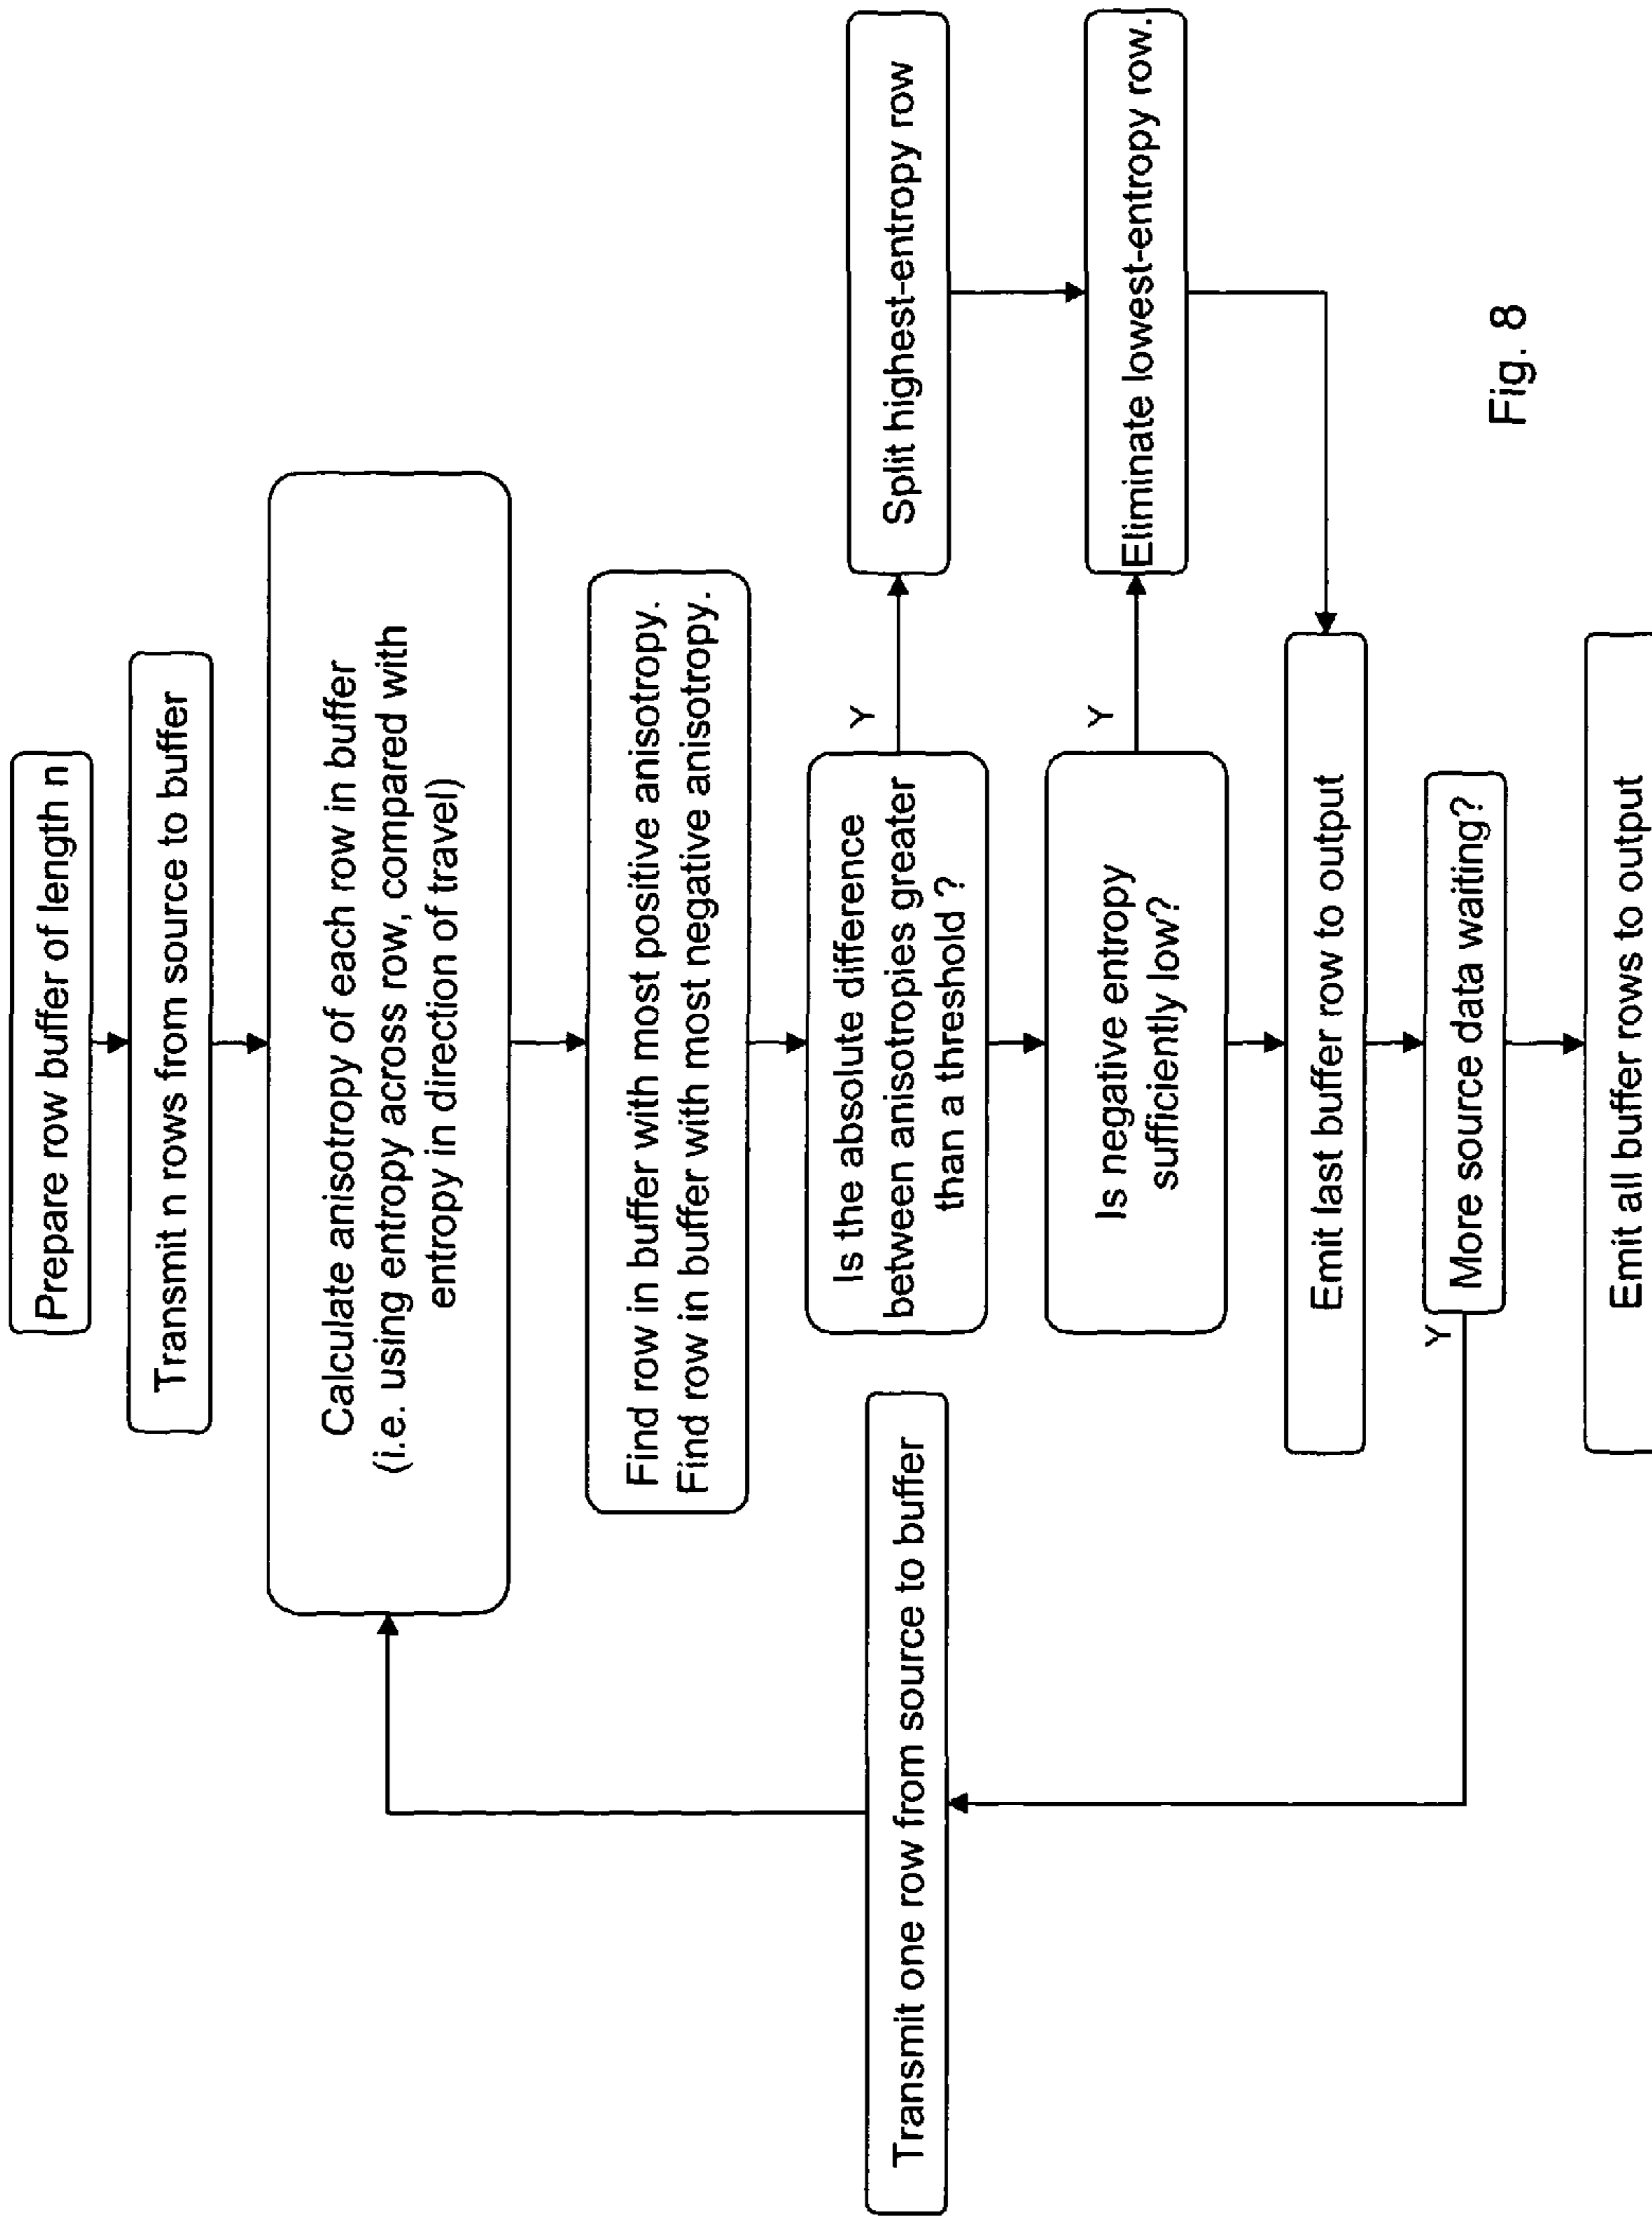 Prepare row buffer of length n
Transmit n rows from source to buffer
Calculate anisotropy of each row in buffer
(i.e. using entropy across row, compared with
entropy in direction of travel)
Find row in buffer with most positive anisotropy.
Find row in buffer with most negative anisotropy.
Is the absolute difference
between anisotropies greater
than a threshold ?
Y
Split highest-entropy row
Is negative entropy
sufficiently low?
Y
Eliminate lowest-entropy row.
Emit last buffer row to output
More source data waiting?
Y
Transmit one row from source to buffer
Emit all buffer rows to output
Fig. 8